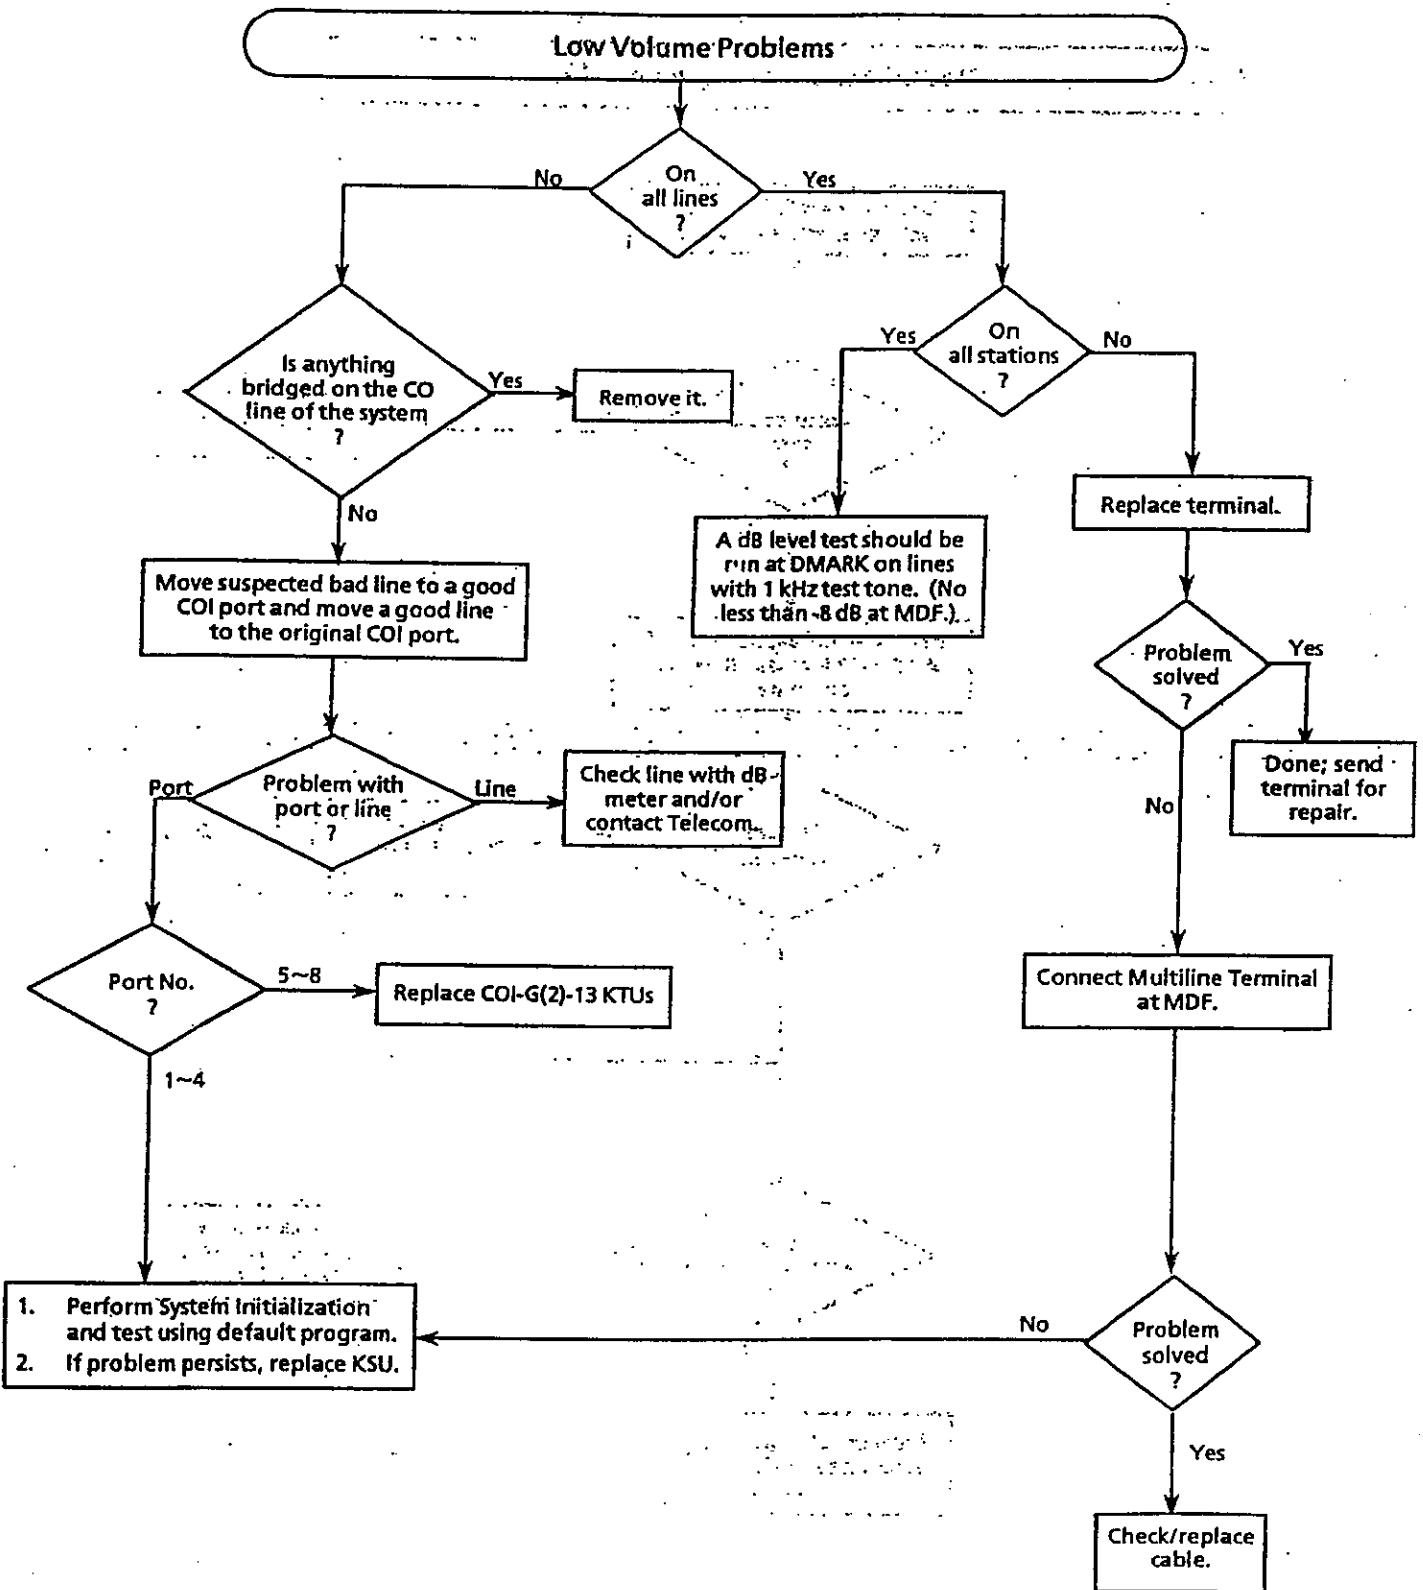 Low Volume Problems
On
all lines
?
No
Yes
On
all stations
?
Yes
No
Is anything
bridged on the CO
line of the system
?
Yes
Remove it.
No
Replace terminal.
A dB level test should be
run at DMARK on lines
with 1 kHz test tone. (No
less than -8 dB at MDF.)
Move suspected bad line to a good
COI port and move a good line
to the original COI port.
Problem
solved
?
Yes
Done; send
terminal for
repair.
No
Problem with
port or line
?
Port
Line
Check line with dB
meter and/or
contact Telecom.
Port No.
?
5~8
Replace COI-G(2)-13 KTUs
1~4
Connect Multiline Terminal
at MDF.
1. Perform System Initialization
and test using default program.
2. If problem persists, replace KSU.
No
Problem
solved
?
Yes
Check/replace
cable.